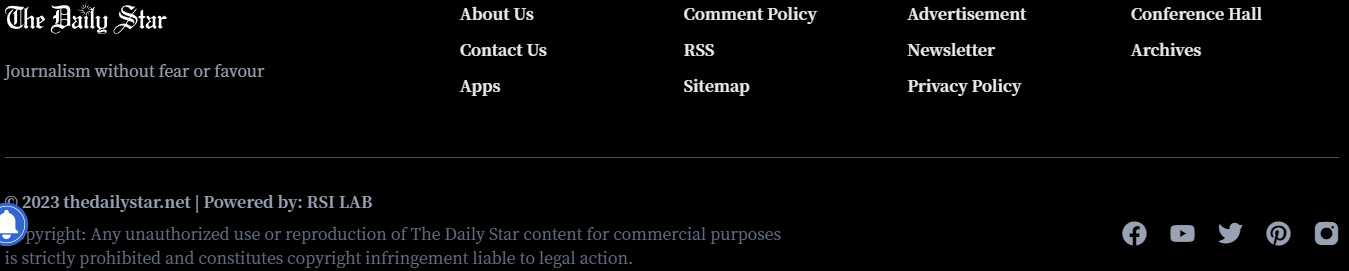 The Daily Star
Journalism without fear or favour
About Us
Contact Us
Apps
Comment Policy
RSS
Sitemap
Advertisement
Newsletter
Privacy Policy
Conference Hall
Archives
© 2023 thedailystar.net | Powered by: RSI LAB
pyright: Any unauthorized use or reproduction of The Daily Star content for commercial purposes
is strictly prohibited and constitutes copyright infringement liable to legal action.